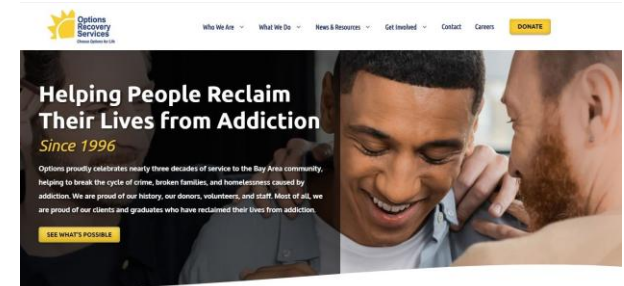 Options
Recovery
Services
Choose Options for Life
Who We Are
What We Do
News & Resources
Get Involved
Contact
Careers
DONATE
Helping People Reclaim
Their Lives from Addiction
Since 1996
Options proudly celebrates nearly three decades of service to the Bay Area community,
helping to break the cycle of crime, broken families, and homelessness caused by
addiction. We are proud of our history, our donors, volunteers, and staff. Most of all, we
are proud of our clients and graduates who have reclaimed their lives from addiction.
SEE WHAT'S POSSIBLE